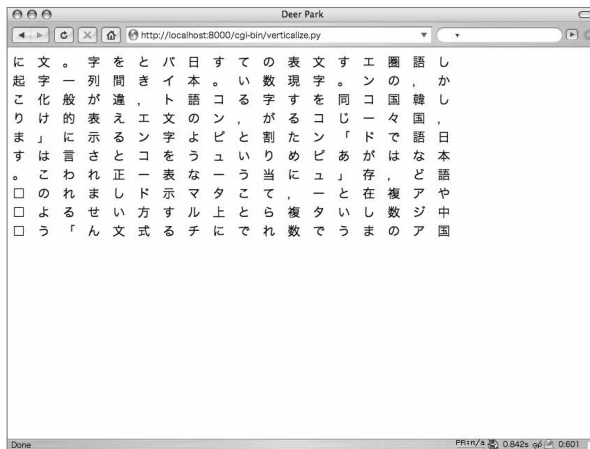 Deer Park
http://localhost:8000/cgi-bin/verticalize.py
しかし,日本語や中国
語,韓国語などアジア
圏の国々では,複数の
エンコードが存在しま
す。同じ「あ」という
文字をコンピュータで
表現するために,複数
の数字が割り当てられ
ている,ということで
す。コンピュータ上に
日本語のようなマルチ
バイト文字を表示する
とき,エンコード方式
を間違えると正しい文
字列が表示されません
。一般的に言われる「
文字化け」はこのよう
に起こります。□□□
Done
PR:n/a 0.842s 0:601